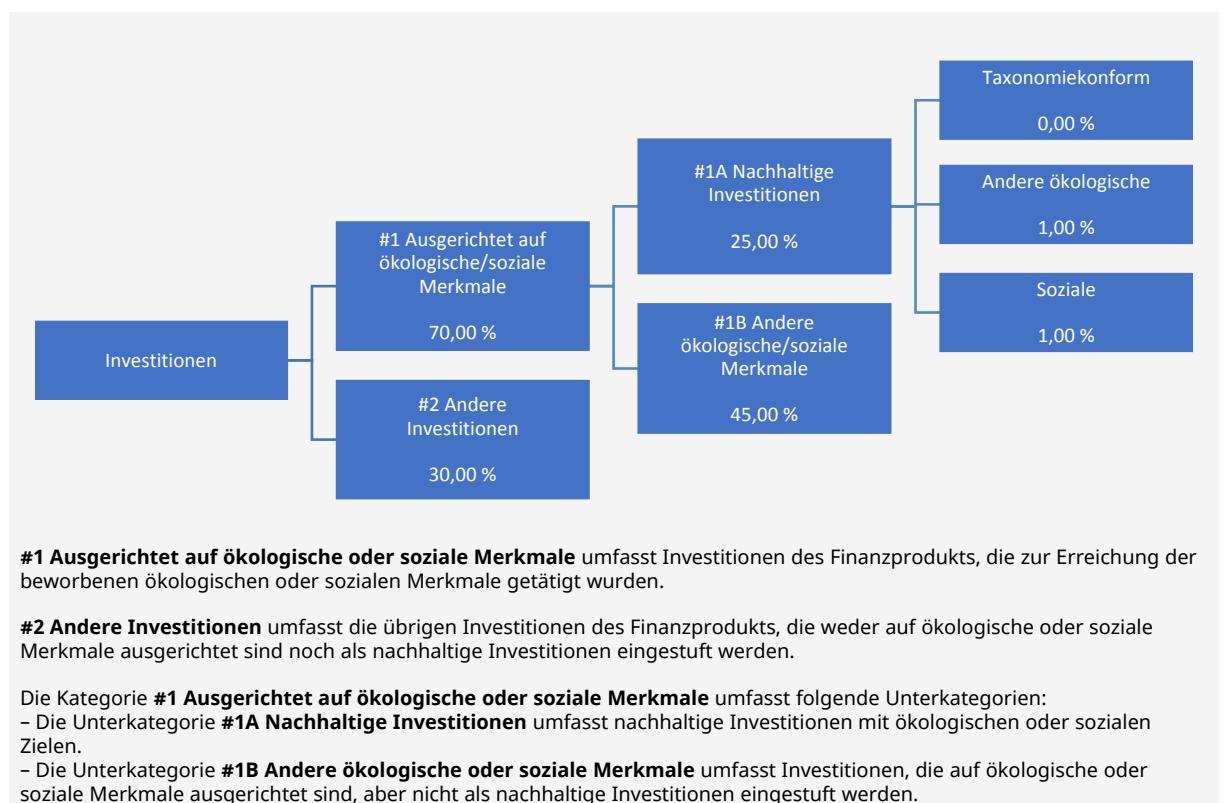 Investitionen
#1 Ausgerichtet auf
ökologische/soziale
Merkmale
70,00 %
#2 Andere
Investitionen
30,00 %
#1A Nachhaltige
Investitionen
25,00 %
#1B Andere
ökologische/soziale
Merkmale
45,00 %
Taxonomiekonform
0,00 %
Andere ökologische
1,00 %
Soziale
1,00 %
#1 Ausgerichtet auf ökologische oder soziale Merkmale umfasst Investitionen des Finanzprodukts, die zur Erreichung der
beworbenen ökologischen oder sozialen Merkmale getätigt wurden.
#2 Andere Investitionen umfasst die übrigen Investitionen des Finanzprodukts, die weder auf ökologische oder soziale
Merkmale ausgerichtet sind noch als nachhaltige Investitionen eingestuft werden.
Die Kategorie #1 Ausgerichtet auf ökologische oder soziale Merkmale umfasst folgende Unterkategorien:
– Die Unterkategorie #1A Nachhaltige Investitionen umfasst nachhaltige Investitionen mit ökologischen oder sozialen
Zielen.
– Die Unterkategorie #1B Andere ökologische oder soziale Merkmale umfasst Investitionen, die auf ökologische oder
soziale Merkmale ausgerichtet sind, aber nicht als nachhaltige Investitionen eingestuft werden.